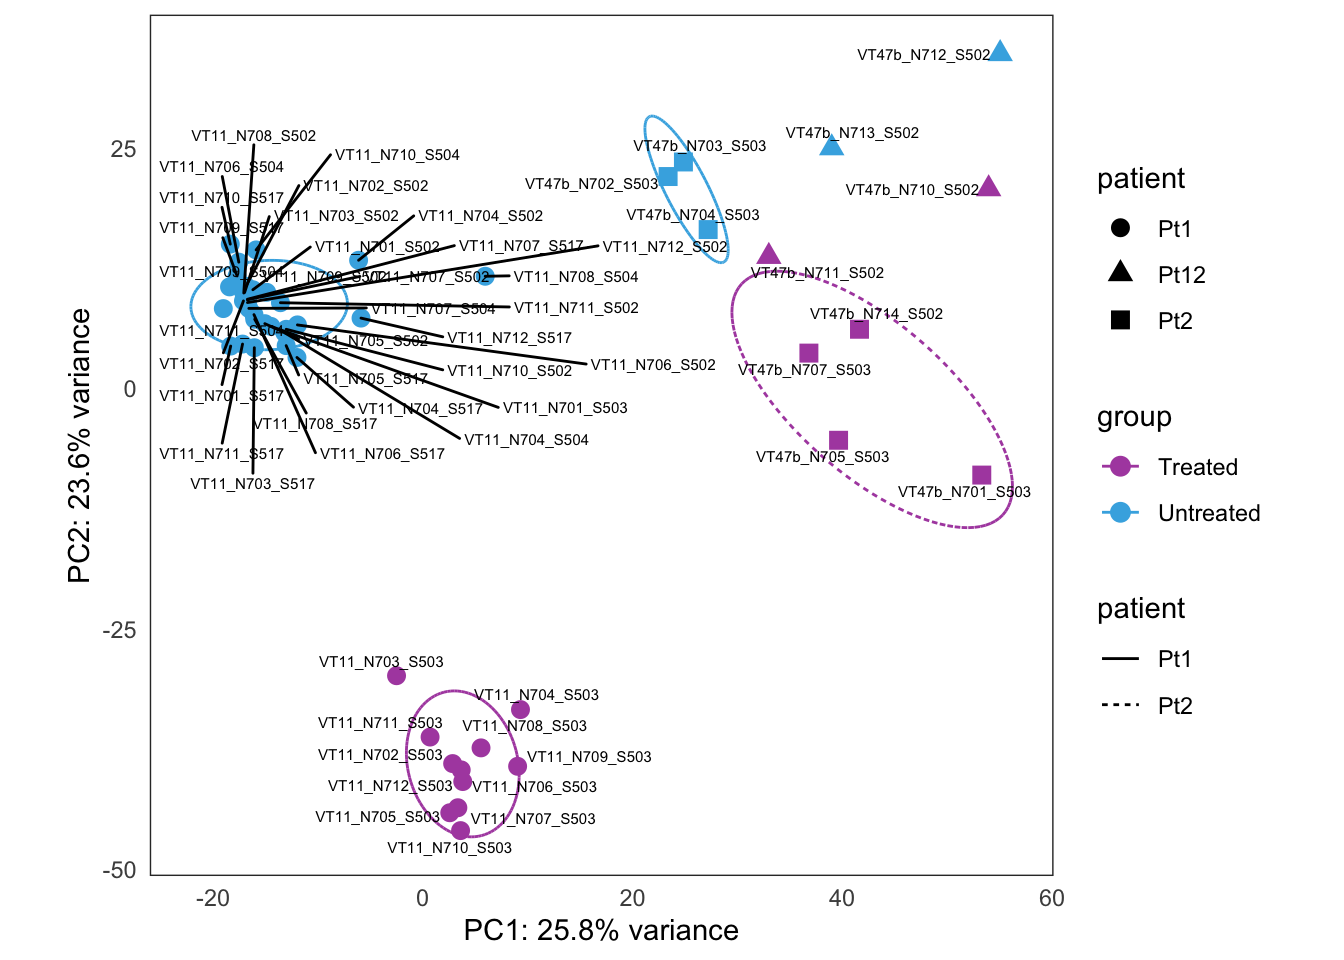 VT47b_N712_S502
VT47b_N713_S502
VT11_N708_S502
VT47b_N703_S503
VT11_N710_S504
VT11_N706_S504
VT11_N702_S502
VT47b_N702_S503
VT47b_N710_S502
VT11_N710_S517
VT11_N703_S502
VT11_N704_S502
VT47b_N704_S503
VT11_N709_S517
VT11_N701_S502
VT11_N707_S517
VT11_N712_S502
VT11_N709_S504
VT11_N709_S502
VT11_N707_S502
VT11_N708_S504
VT47b_N711_S502
VT11_N707_S504
VT11_N711_S502
VT47b_N714_S502
VT11_N711_S504
VT11_N705_S502
VT11_N712_S517
VT11_N702_S517
VT11_N710_S502
VT11_N706_S502
VT47b_N707_S503
VT11_N705_S517
VT11_N701_S517
VT11_N704_S517
VT11_N701_S503
VT11_N708_S517
VT11_N704_S504
VT11_N711_S517
VT11_N706_S517
VT47b_N705_S503
VT11_N703_S517
VT47b_N701_S503
VT11_N703_S503
VT11_N704_S503
VT11_N711_S503
VT11_N708_S503
VT11_N702_S503
VT11_N709_S503
VT11_N712_S503
VT11_N706_S503
VT11_N705_S503
VT11_N707_S503
VT11_N710_S503
25
0
-25
-50
PC2: 23.6% variance
-20
0
20
40
60
PC1: 25.8% variance
patient
Pt1
Pt12
Pt2
group
Treated
Untreated
patient
Pt1
Pt2